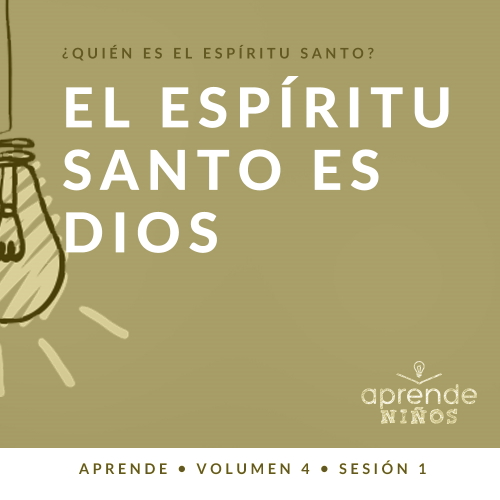 ¿QUIÉN ES EL ESPÍRITU SANTO?
EL ESPÍRITU
SANTO ES
DIOS
aprende
NIÑOS
APRENDE • VOLUMEN 4 • SESIÓN 1